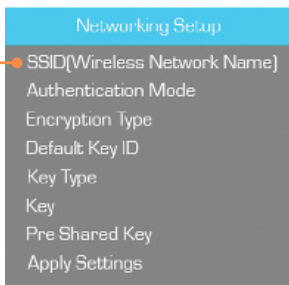 Networking Setup
SSID(Wireless Network Name)
Authentication Mode
Encryption Type
Default Key ID
Key Type
Key
Pre Shared Key
Apply Settings